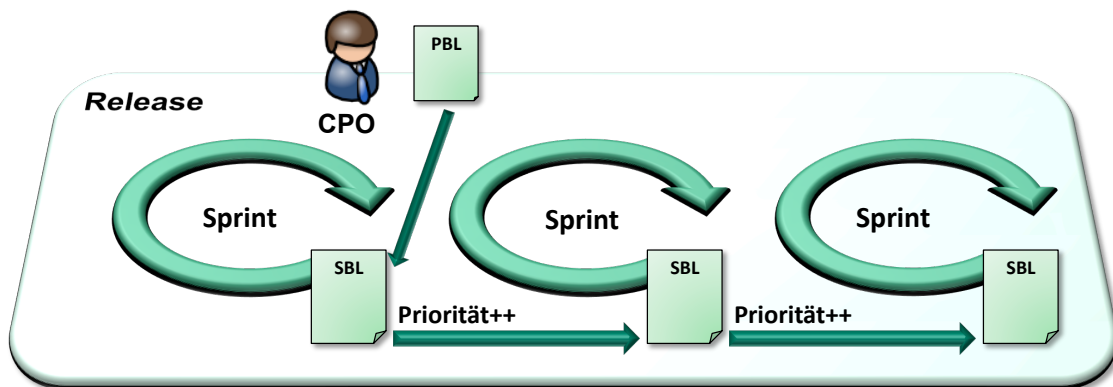 PBL
Release
CPO
Sprint
Sprint
Sprint
SBL
SBL
SBL
Priorität++
Priorität++